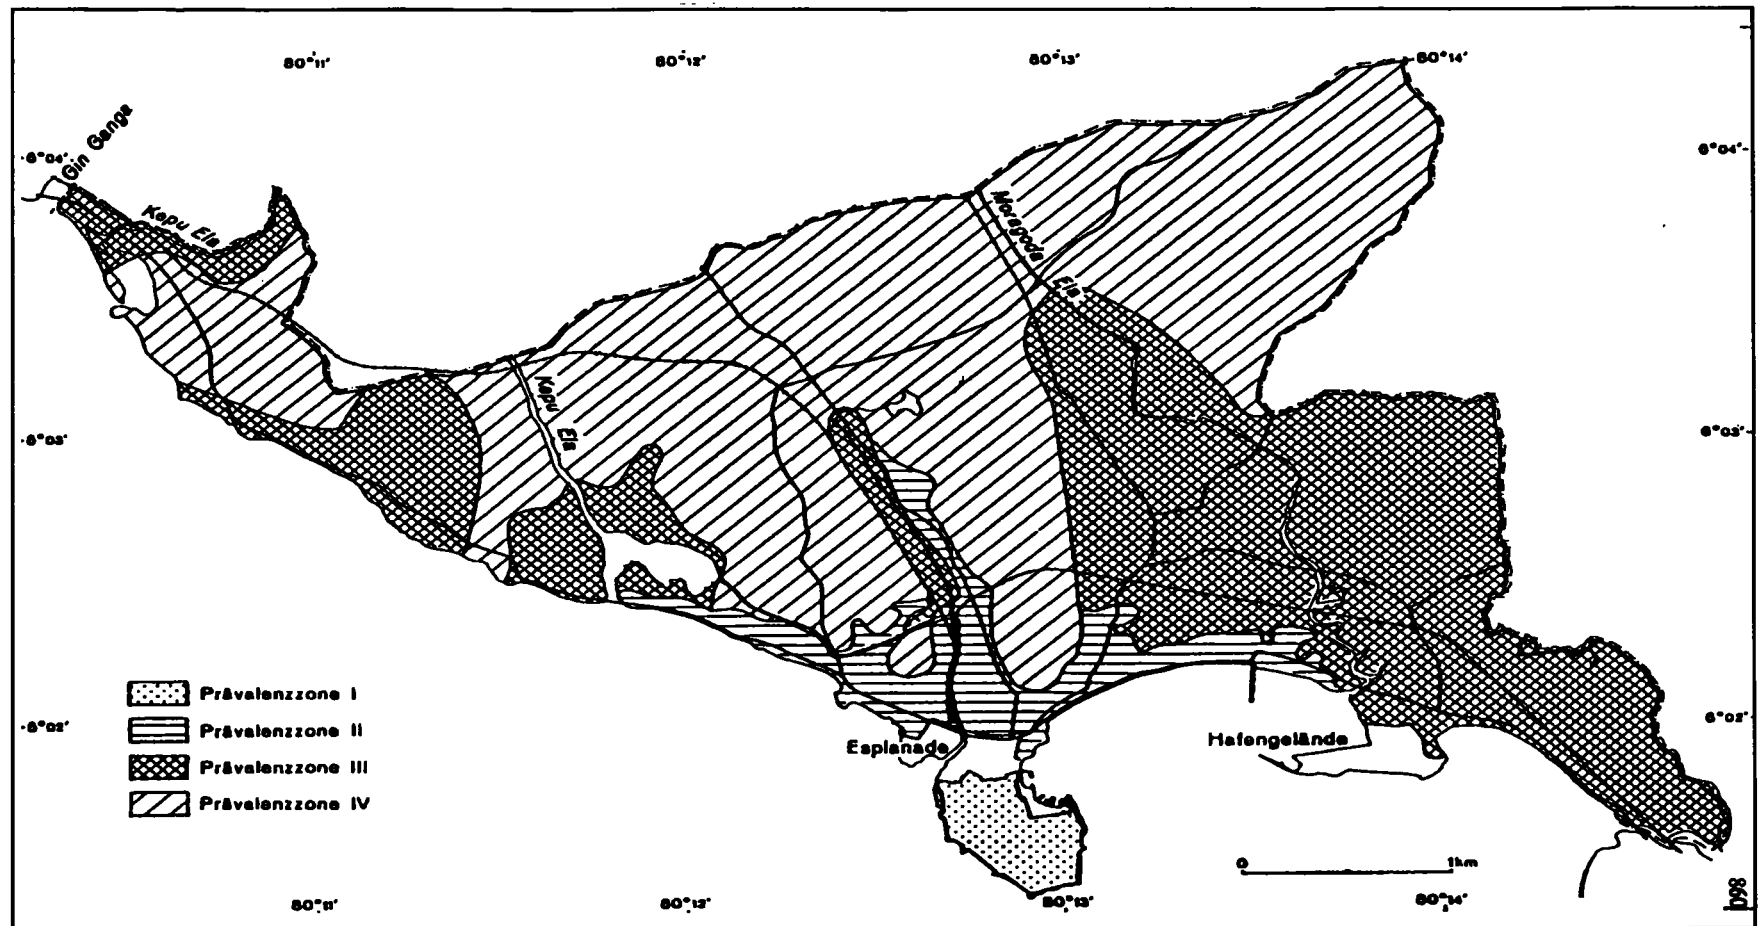 80°11' 80°12' 80°13' 80°14'
Gin Ganga
6°04' 6°04'
Kepu Ela
Moragoda Ela
Kepu Ela
6°03' 6°03'
Prävalenzzone I
Prävalenzzone II
Prävalenzzone III
Prävalenzzone IV
6°02' 6°02'
Esplanade
Hafengelände
0 1km
80°11' 80°12' 80°13' 80°14'